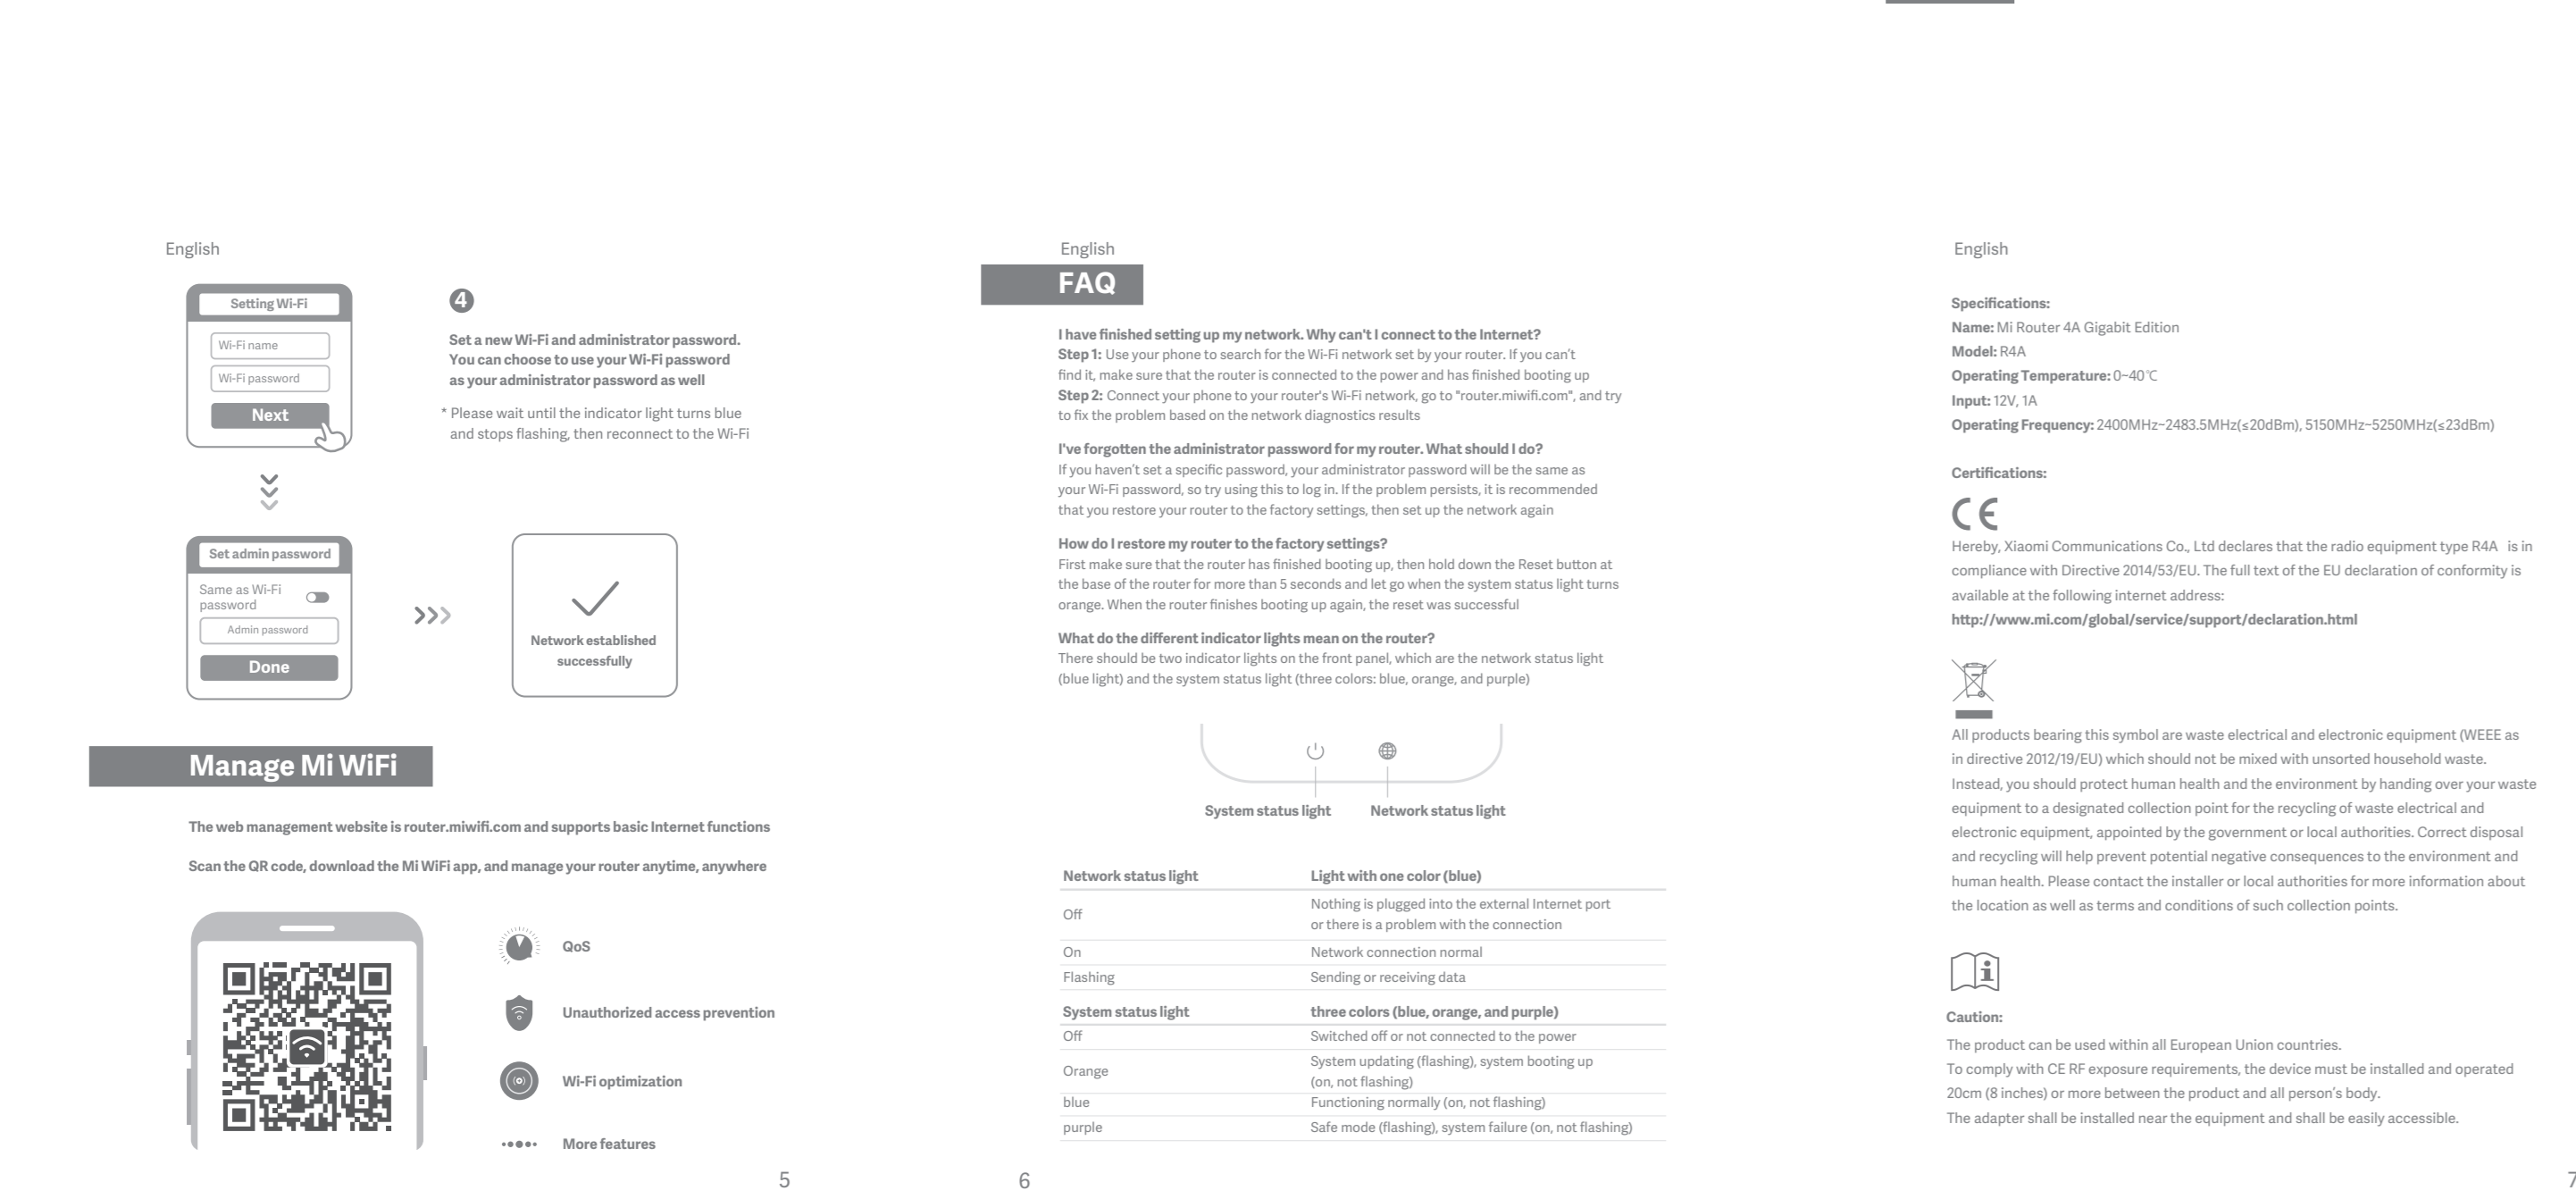 English
Setting Wi-Fi
Wi-Fi name
Wi-Fi password
Next
4
Set a new Wi-Fi and administrator password.
You can choose to use your Wi-Fi password
as your administrator password as well
* Please wait until the indicator light turns blue
and stops flashing, then reconnect to the Wi-Fi
Set admin password
Same as Wi-Fi
password
Admin password
Done
Network established
successfully
Manage Mi WiFi
The web management website is router.miwifi.com and supports basic Internet functions
Scan the QR code, download the Mi WiFi app, and manage your router anytime, anywhere
QoS
Unauthorized access prevention
Wi-Fi optimization
More features
5
English
FAQ
I have finished setting up my network. Why can't I connect to the Internet?
Step 1: Use your phone to search for the Wi-Fi network set by your router. If you can't
find it, make sure that the router is connected to the power and has finished booting up
Step 2: Connect your phone to your router's Wi-Fi network, go to "router.miwifi.com", and try
to fix the problem based on the network diagnostics results
I've forgotten the administrator password for my router. What should I do?
If you haven't set a specific password, your administrator password will be the same as
your Wi-Fi password, so try using this to log in. If the problem persists, it is recommended
that you restore your router to the factory settings, then set up the network again
How do I restore my router to the factory settings?
First make sure that the router has finished booting up, then hold down the Reset button at
the base of the router for more than 5 seconds and let go when the system status light turns
orange. When the router finishes booting up again, the reset was successful
What do the different indicator lights mean on the router?
There should be two indicator lights on the front panel, which are the network status light
(blue light) and the system status light (three colors: blue, orange, and purple)
System status light Network status light
Network status light Light with one color (blue)
Off Nothing is plugged into the external Internet port
or there is a problem with the connection
On Network connection normal
Flashing Sending or receiving data
System status light three colors (blue, orange, and purple)
Off Switched off or not connected to the power
Orange System updating (flashing), system booting up
(on, not flashing)
blue Functioning normally (on, not flashing)
purple Safe mode (flashing), system failure (on, not flashing)
6
English
Specifications:
Name: Mi Router 4A Gigabit Edition
Model: R4A
Operating Temperature: 0~40℃
Input: 12V, 1A
Operating Frequency: 2400MHz~2483.5MHz(≤20dBm), 5150MHz~5250MHz(≤23dBm)
Certifications:
CE
Hereby, Xiaomi Communications Co., Ltd declares that the radio equipment type R4A is in
compliance with Directive 2014/53/EU. The full text of the EU declaration of conformity is
available at the following internet address:
http://www.mi.com/global/service/support/declaration.html
All products bearing this symbol are waste electrical and electronic equipment (WEEE as
in directive 2012/19/EU) which should not be mixed with unsorted household waste.
Instead, you should protect human health and the environment by handing over your waste
equipment to a designated collection point for the recycling of waste electrical and
electronic equipment, appointed by the government or local authorities. Correct disposal
and recycling will help prevent potential negative consequences to the environment and
human health. Please contact the installer or local authorities for more information about
the location as well as terms and conditions of such collection points.
Caution:
The product can be used within all European Union countries.
To comply with CE RF exposure requirements, the device must be installed and operated
20cm (8 inches) or more between the product and all person's body.
The adapter shall be installed near the equipment and shall be easily accessible.
7